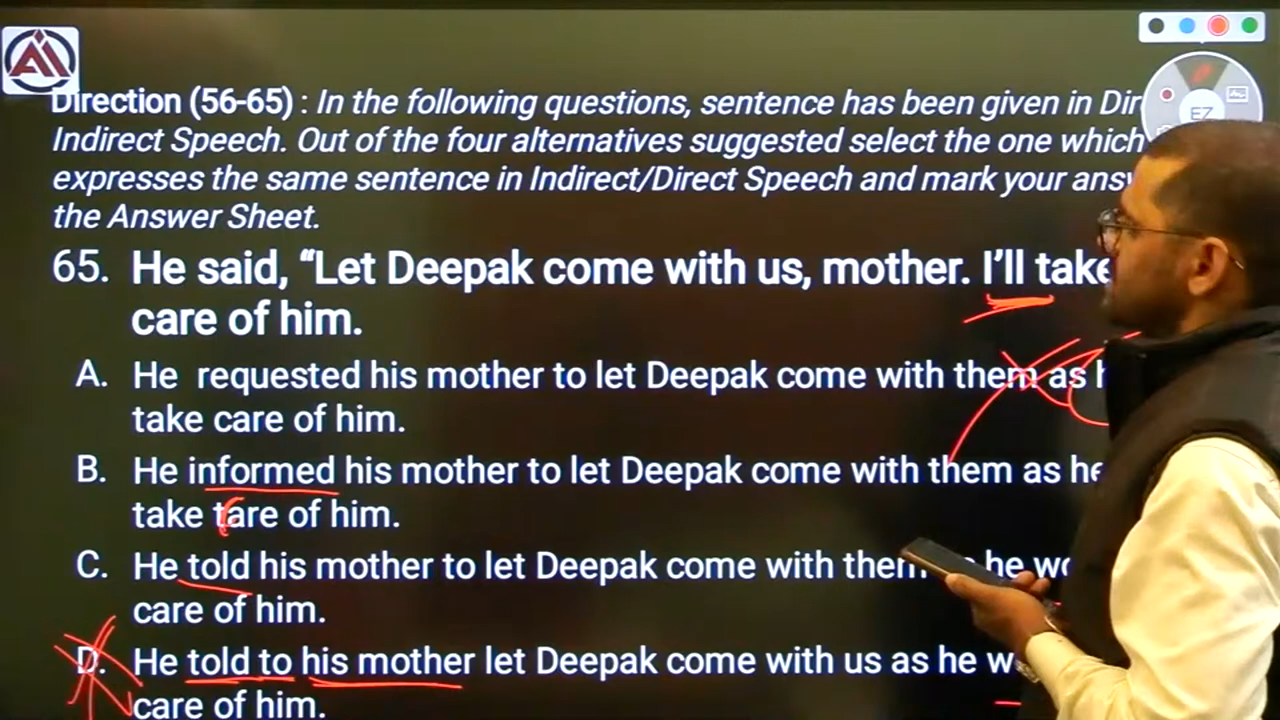 Direction (56-65) : In the following questions, sentence has been given in
Indirect Speech. Out of the four alternatives suggested select the one which
expresses the same sentence in Indirect/Direct Speech and mark your
the Answer Sheet.
65. He said, “Let Deepak come with us, mother. I’ll take
care of him.
A. He requested his mother to let Deepak come with them as
take care of him.
B. He informed his mother to let Deepak come with them as he
take tare of him.
C. He told his mother to let Deepak come with he
care of him.
D. He told to his mother let Deepak come with us as he
care of him.
EZ